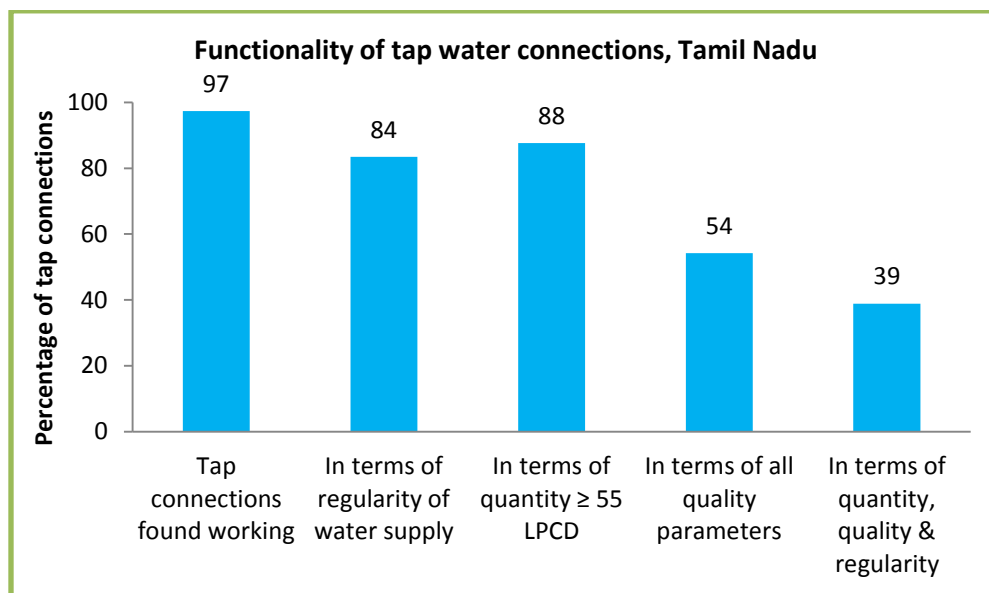 Functionality of tap water connections, Tamil Nadu
Percentage of tap connections
100
80
60
40
20
0
97
84
88
54
39
Tap
connections
found working
In terms of
regularity of
water supply
In terms of
quantity ≥ 55
LPCD
In terms of all
quality
parameters
In terms of
quantity,
quality &
regularity